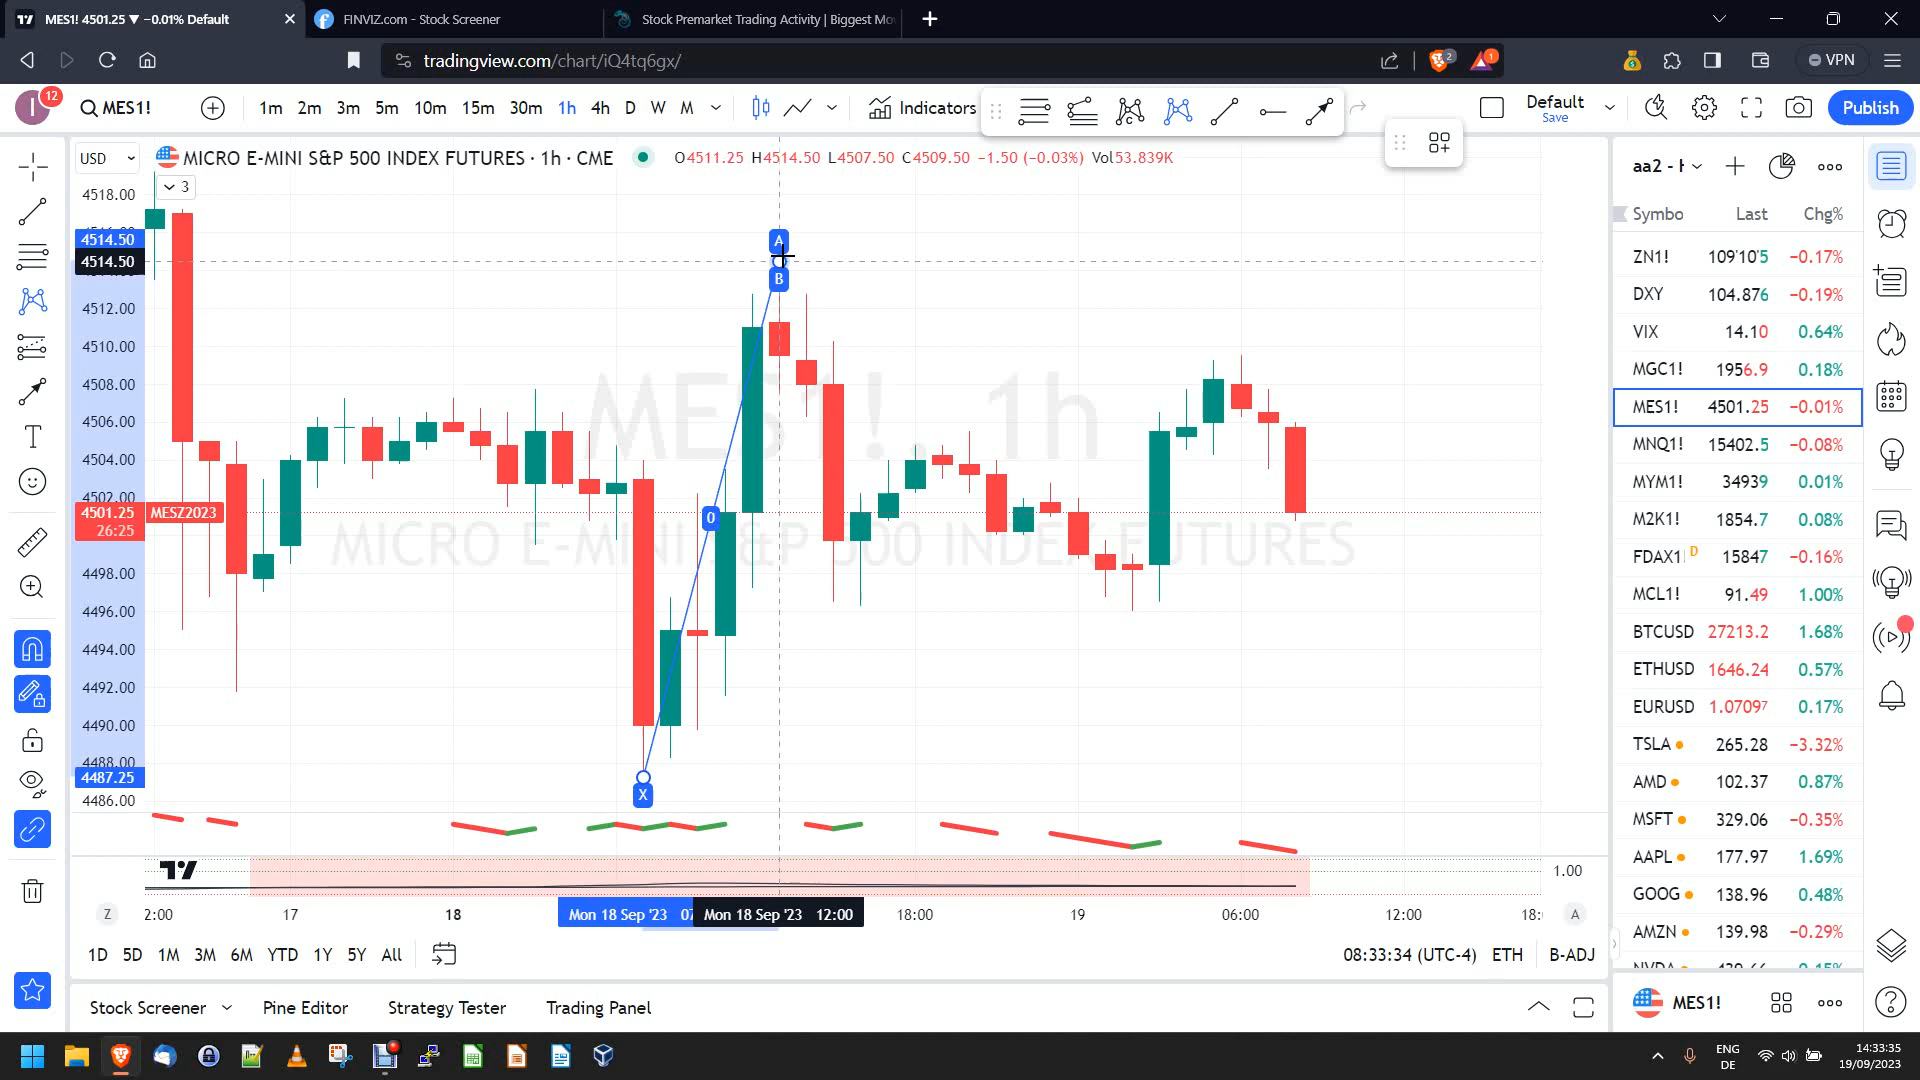 MES1! 4501.25 ▼ −0.01% Default
FINVIZ.com - Stock Screener
Stock Premarket Trading Activity | Biggest Mo
tradingview.com/chart/iQ4tq6gx/
2
1
VPN
I
12
MES1!
1m 2m 3m 5m 10m 15m 30m 1h 4h D W M
Indicators
Default
Save
Publish
USD
MICRO E-MINI S&P 500 INDEX FUTURES · 1h · CME
O4511.25 H4514.50 L4507.50 C4509.50 −1.50 (−0.03%) Vol53.839K
3
4518.00
4514.50
4514.50
4512.00
4510.00
4508.00
4506.00
4504.00
4502.00
4501.25
26:25
MESZ2023
4498.00
4496.00
4494.00
4492.00
4490.00
4488.00
4487.25
4486.00
A
B
0
X
MES1!, 1h
MICRO E-MINI S&P 500 INDEX FUTURES
1.00
Z
2:00 17 18
Mon 18 Sep '23 07
Mon 18 Sep '23 12:00
18:00 19 06:00 12:00 18:
A
1D 5D 1M 3M 6M YTD 1Y 5Y All
08:33:34 (UTC-4) ETH B-ADJ
Stock Screener
Pine Editor
Strategy Tester
Trading Panel
aa2 -
Symbo Last Chg%
ZN1! 109'10'5 −0.17%
DXY 104.876 −0.19%
VIX 14.10 0.64%
MGC1! 1956.9 0.18%
MES1! 4501.25 −0.01%
MNQ1! 15402.5 −0.08%
MYM1! 34939 0.01%
M2K1! 1854.7 0.08%
FDAX1 D 15847 −0.16%
MCL1! 91.49 1.00%
BTCUSD 27213.2 1.68%
ETHUSD 1646.24 0.57%
EURUSD 1.07097 0.17%
TSLA 265.28 −3.32%
AMD 102.37 0.87%
MSFT 329.06 −0.35%
AAPL 177.97 1.69%
GOOG 138.96 0.48%
AMZN 139.98 −0.29%
MES1!
ENG
DE
14:33:35
19/09/2023